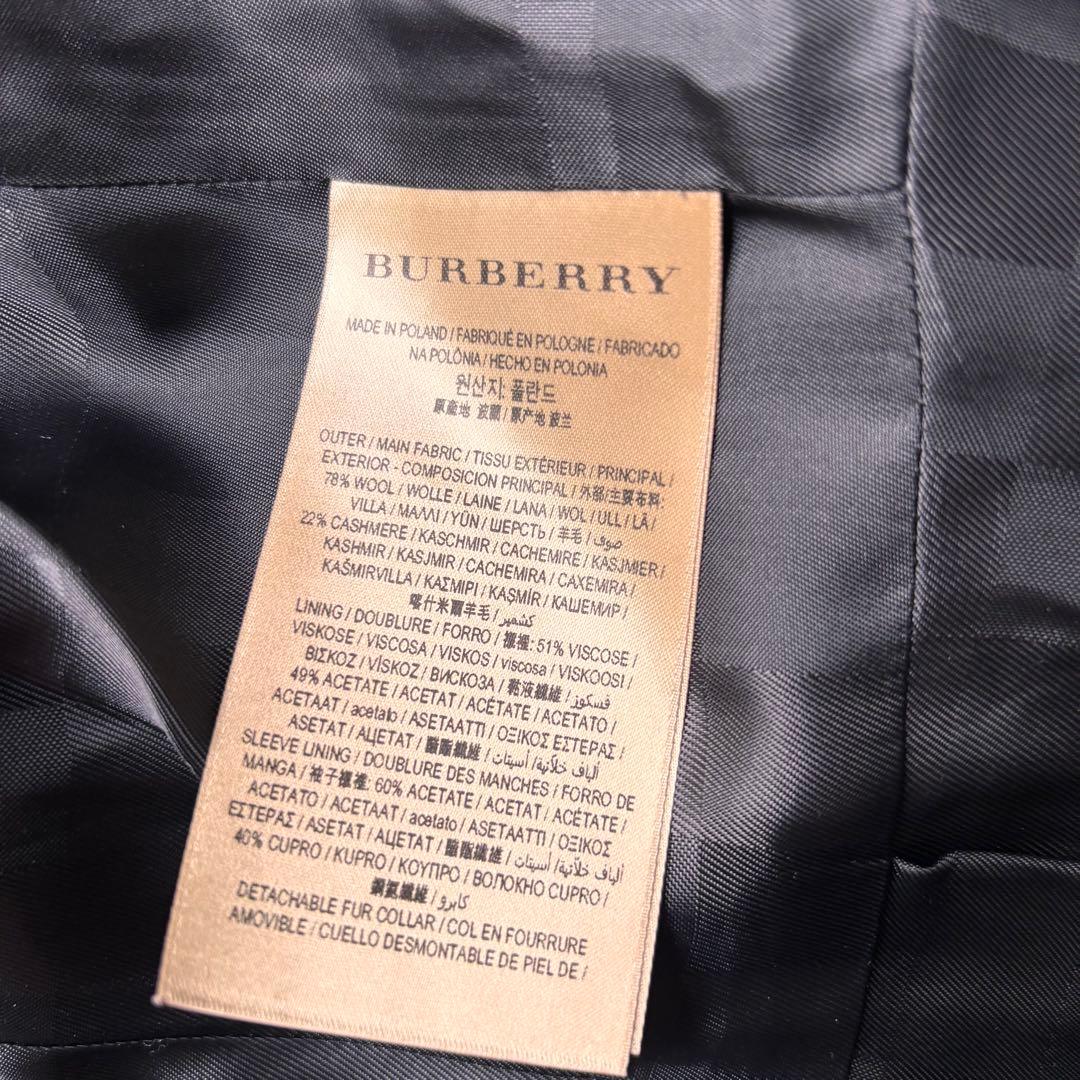 BURBERRY
MADE IN POLAND / FABRIQUÉ EN POLOGNE / FABRICADO
NA POLÔNIA / HECHO EN POLONIA
원산지: 폴란드
原產地 波蘭 / 原产地 波兰
OUTER / MAIN FABRIC / TISSU EXTÉRIEUR / PRINCIPAL /
EXTERIOR - COMPOSICION PRINCIPAL / 外部/主要布料:
78% WOOL / WOLLE / LAINE / LANA / WOL / ULL / LÃ /
VILLA / ΜΑΛΛΙ / YÜN / ШЕРСТЬ / 羊毛 / صوف /
22% CASHMERE / KASCHMIR / CACHEMIRE / KASJMIER /
KASHMIR / KASJMIR / CACHEMIRA / CAXEMIRA /
KAŠMIRVILLA / ΚΑΣΜΙΡΙ / KAŞMİR / КАШЕМИР /
喀什米爾羊毛 / كشمير /
LINING / DOUBLURE / FORRO / 襯裡: 51% VISCOSE /
VISKOSE / VISCOSA / VISKOS / viscosa / VISKOOSI /
ΒΙΣΚΟΖ / VİSKOZ / ВИСКОЗА / 黏液纖維 / فسكوز /
49% ACETATE / ACETAT / ACÉTATE / ACETATO /
ACETAAT / acetato / ASETAATTI / ΟΞΙΚΟΣ ΕΣΤΕΡΑΣ /
ASETAT / АЦЕТАТ / 醋酯纖維 / ألياف خلّاتية/ أسيتات /
SLEEVE LINING / DOUBLURE DES MANCHES / FORRO DE
MANGA / 袖子襯裡: 60% ACETATE / ACETAT / ACÉTATE /
ACETATO / ACETAAT / acetato / ASETAATTI / ΟΞΙΚΟΣ
ΕΣΤΕΡΑΣ / ASETAT / АЦЕТАТ / 醋酯纖維 / ألياف خلّاتية/ أسيتات /
40% CUPRO / KUPRO / ΚΟΥΠΡΟ / ВОЛОКНО CUPRO /
銅氨纖維 / كابرو /
DETACHABLE FUR COLLAR / COL EN FOURRURE
AMOVIBLE / CUELLO DESMONTABLE DE PIEL DE /